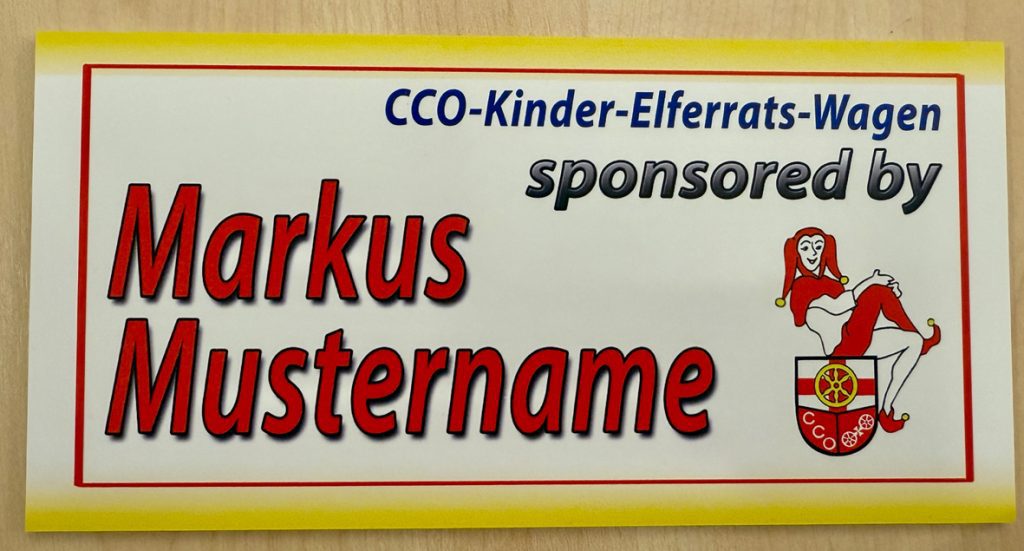 CCO-Kinder-Elferrats-Wagen
sponsored by
Markus
Mustername
CCO